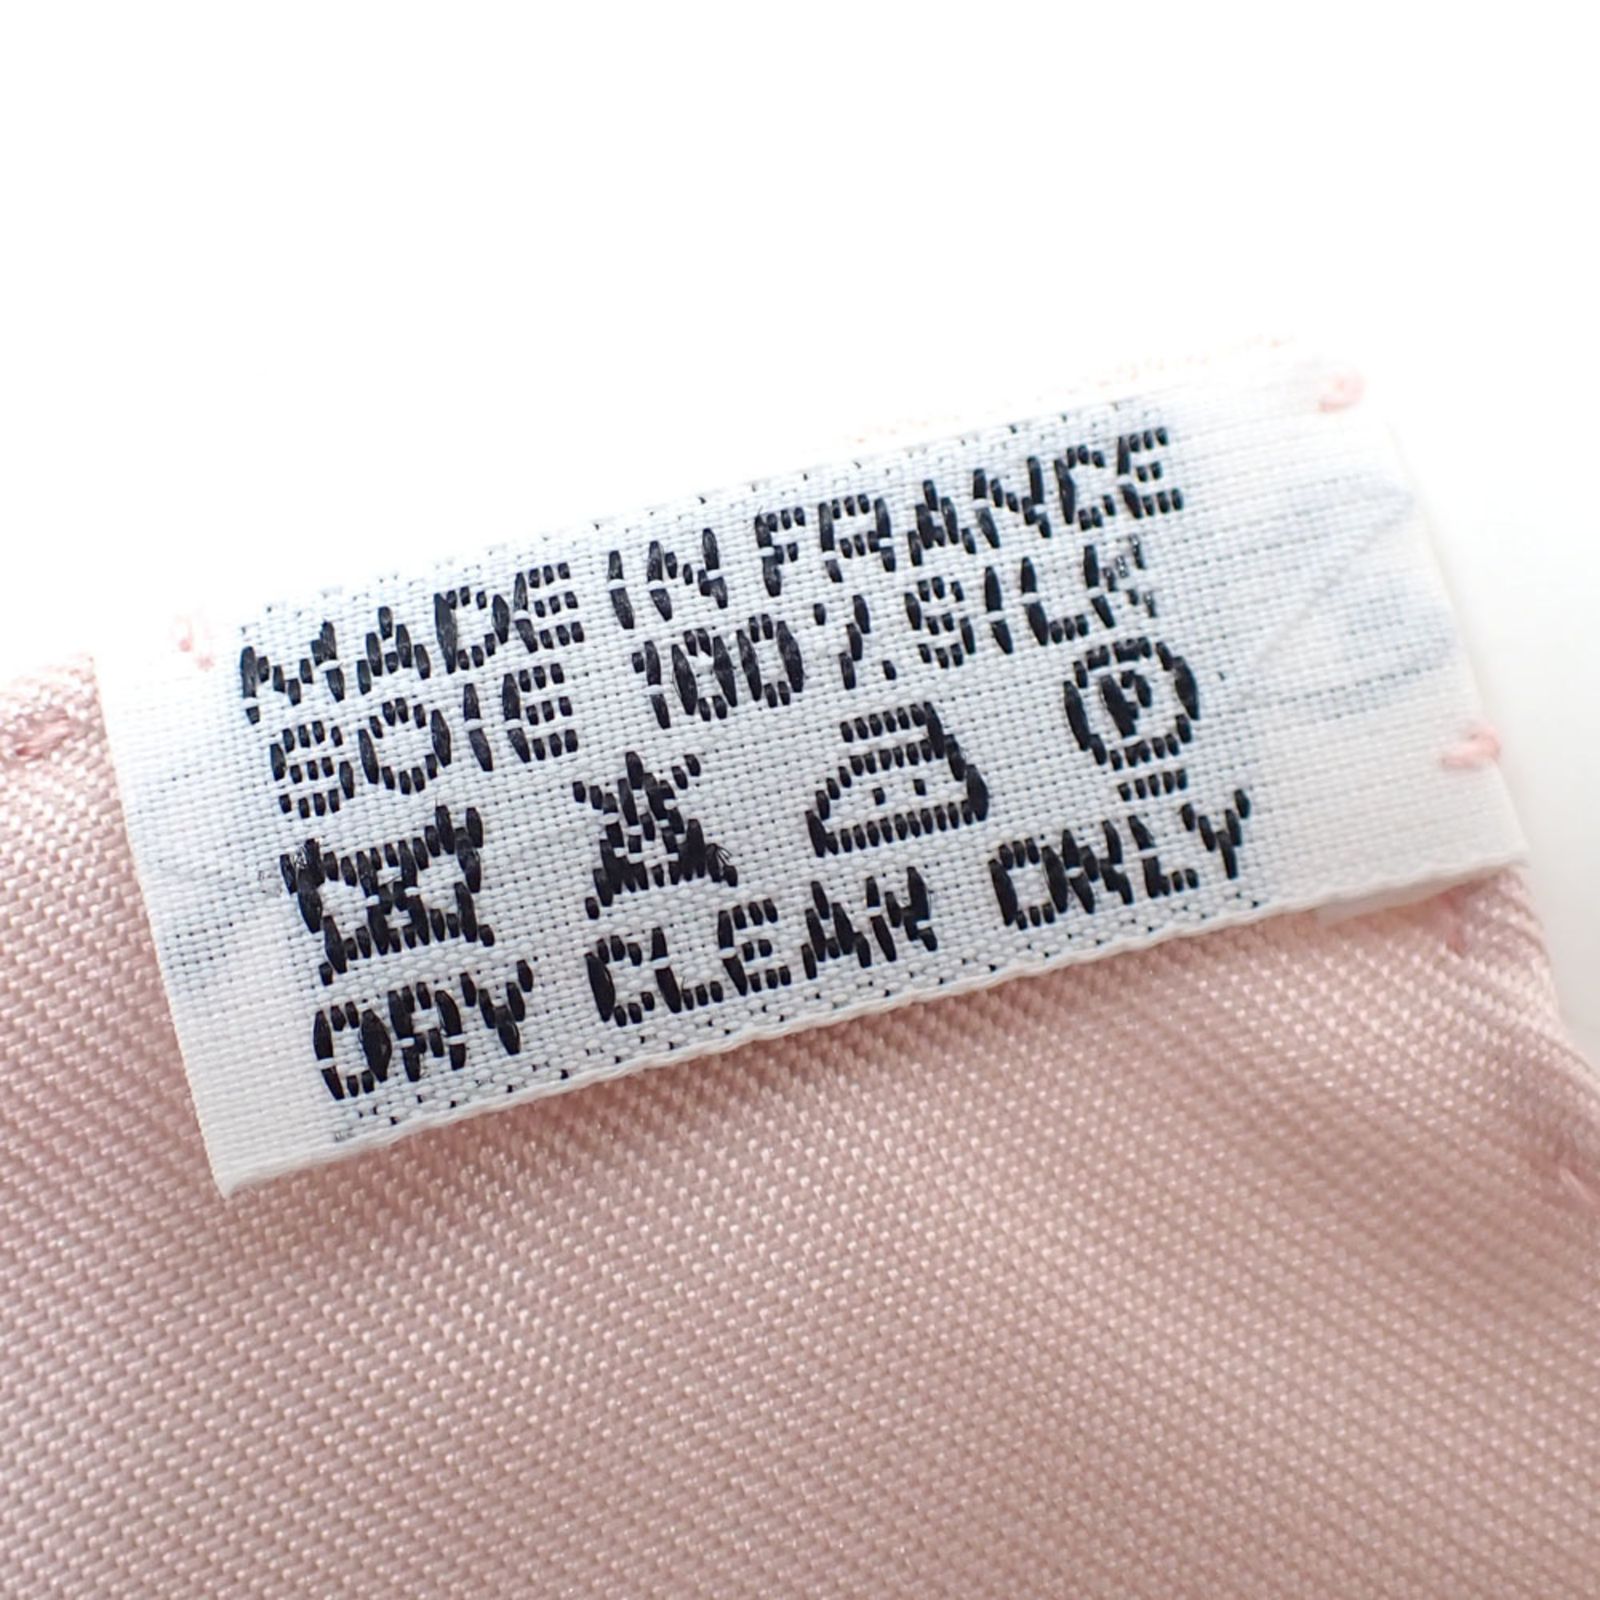 MADE IN FRANCE
SOIE 100% SILK
P
DRY CLEAN ONLY